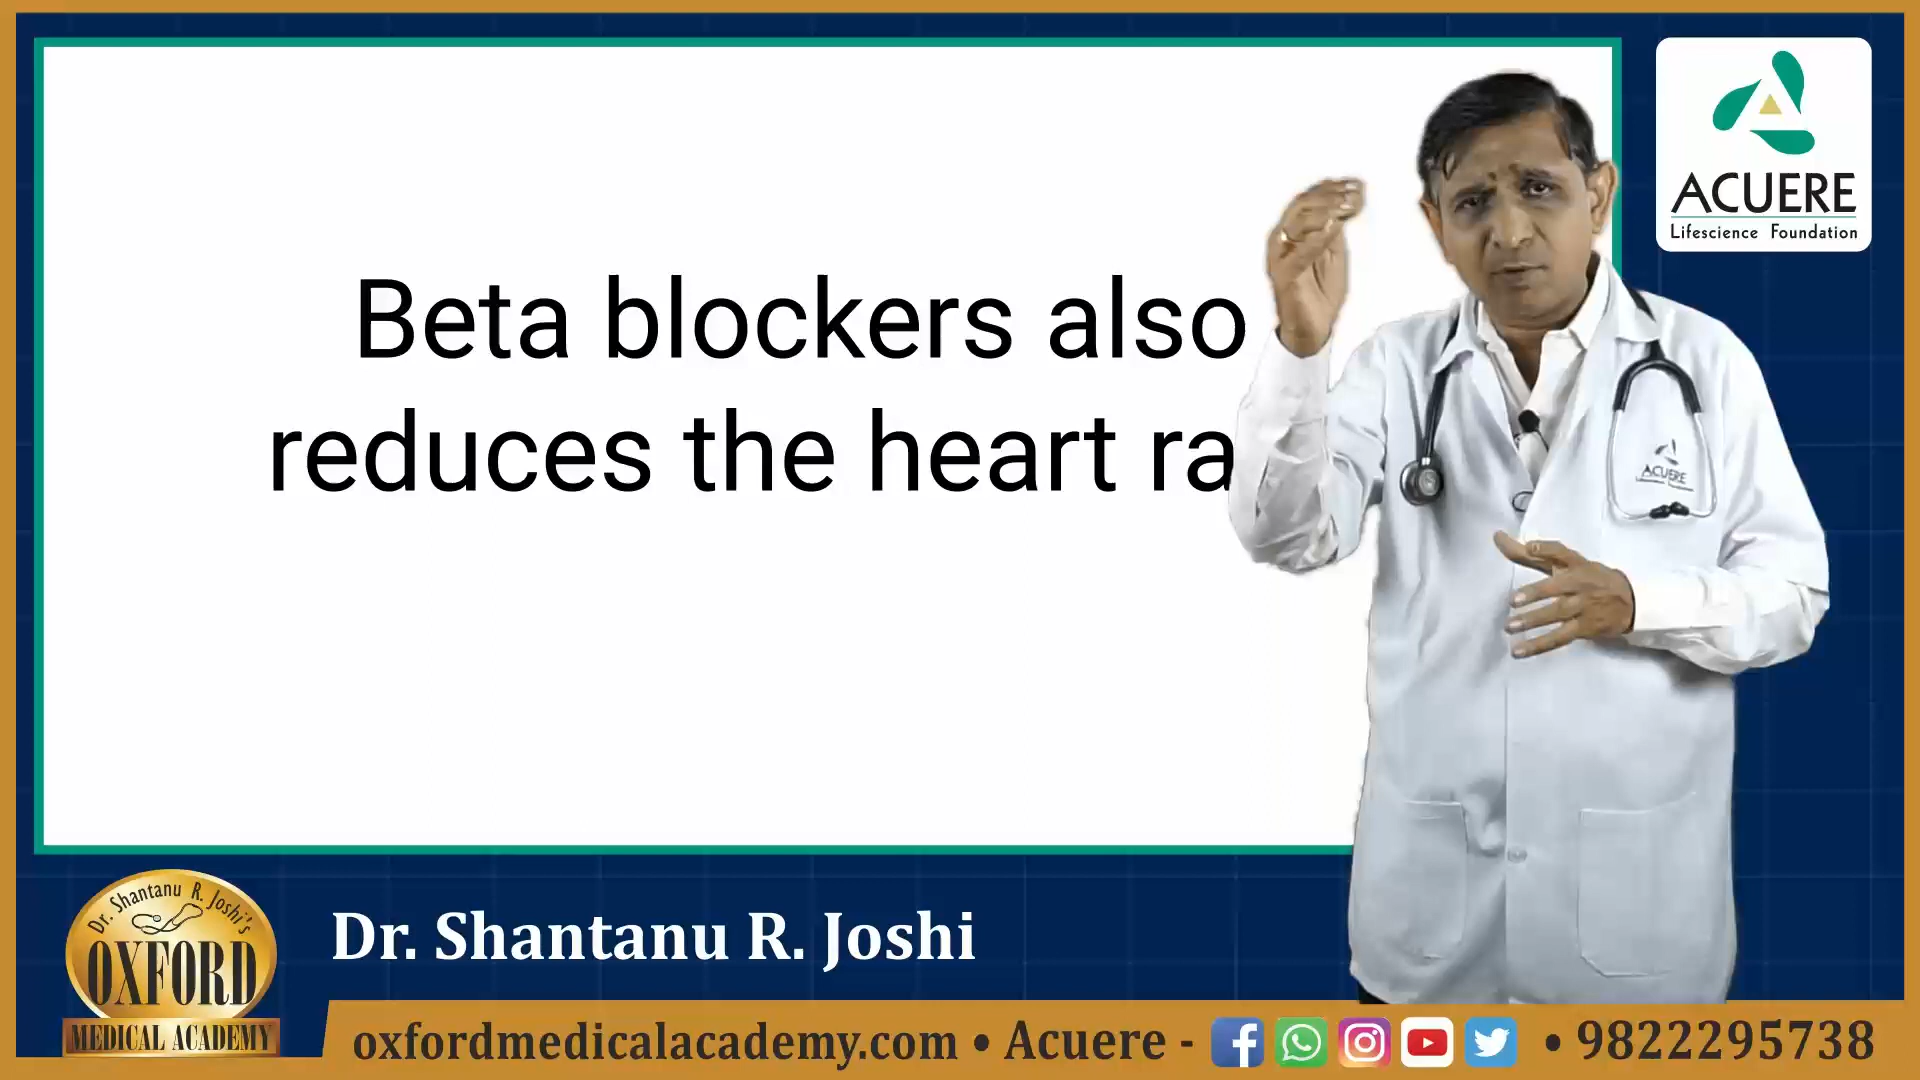 Beta blockers also
reduces the heart ra
ACUERE
Lifescience Foundation
ACUERE
Dr. Shantanu R. Joshi's
OXFORD
MEDICAL ACADEMY
Dr. Shantanu R. Joshi
oxfordmedicalacademy.com • Acuere - • 9822295738